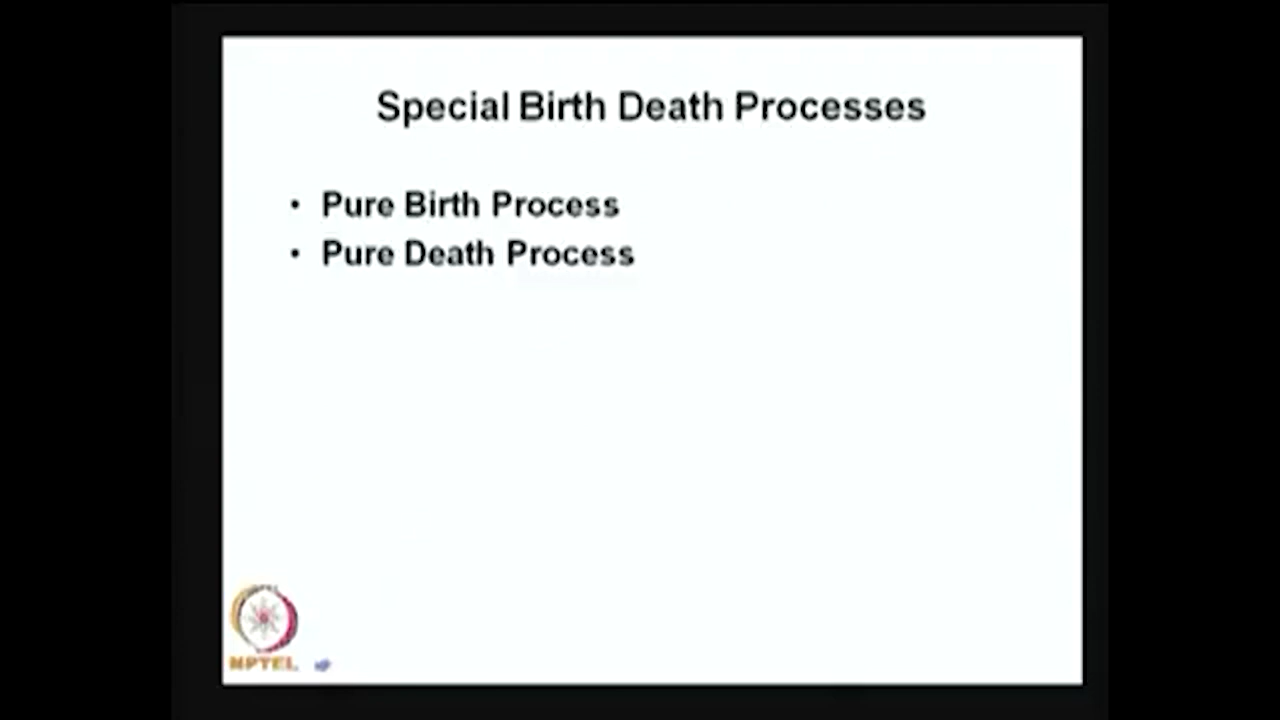 Special Birth Death Processes
• Pure Birth Process
• Pure Death Process
NPTEL